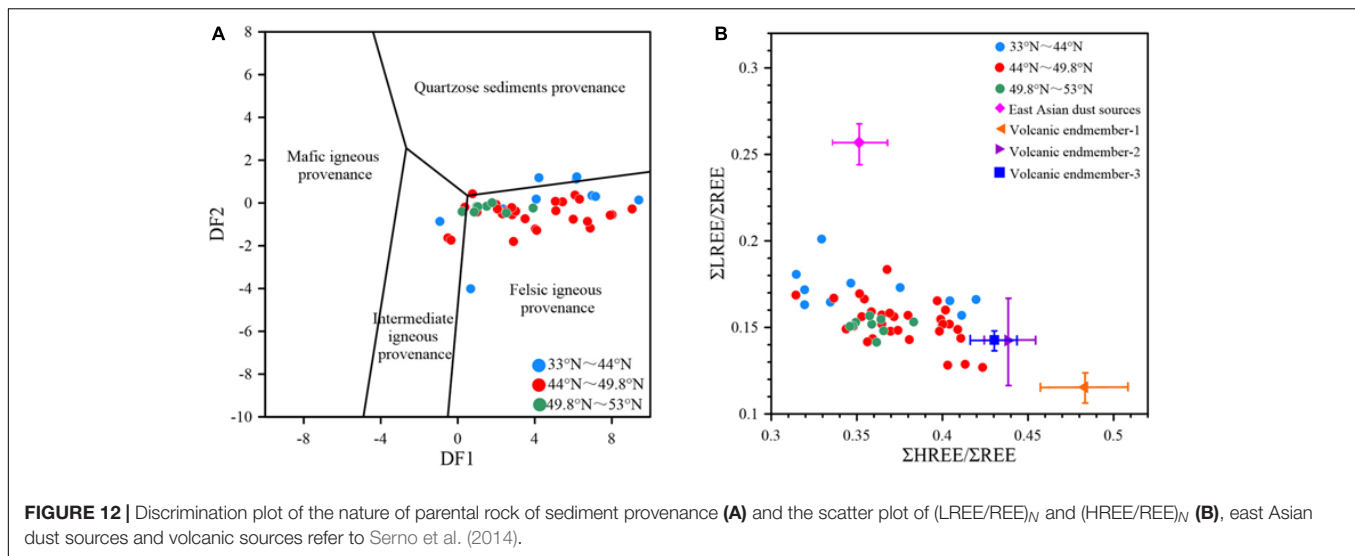 A
8
6
4
2
0
-2
-4
-6
-8
-10
DF2
-8
-4
0
4
8
DF1
Quartzose sediments provenance
Mafic igneous
provenance
Intermediate
igneous
provenance
Felsic igneous
provenance
33°N～44°N
44°N～49.8°N
49.8°N～53°N
B
0.3
0.25
0.2
0.15
0.1
ΣLREE/ΣREE
0.3
0.35
0.4
0.45
0.5
ΣHREE/ΣREE
33°N～44°N
44°N～49.8°N
49.8°N～53°N
East Asian dust sources
Volcanic endmember-1
Volcanic endmember-2
Volcanic endmember-3
FIGURE 12 | Discrimination plot of the nature of parental rock of sediment provenance (A) and the scatter plot of (LREE/REE)N and (HREE/REE)N (B), east Asian
dust sources and volcanic sources refer to Serno et al. (2014).